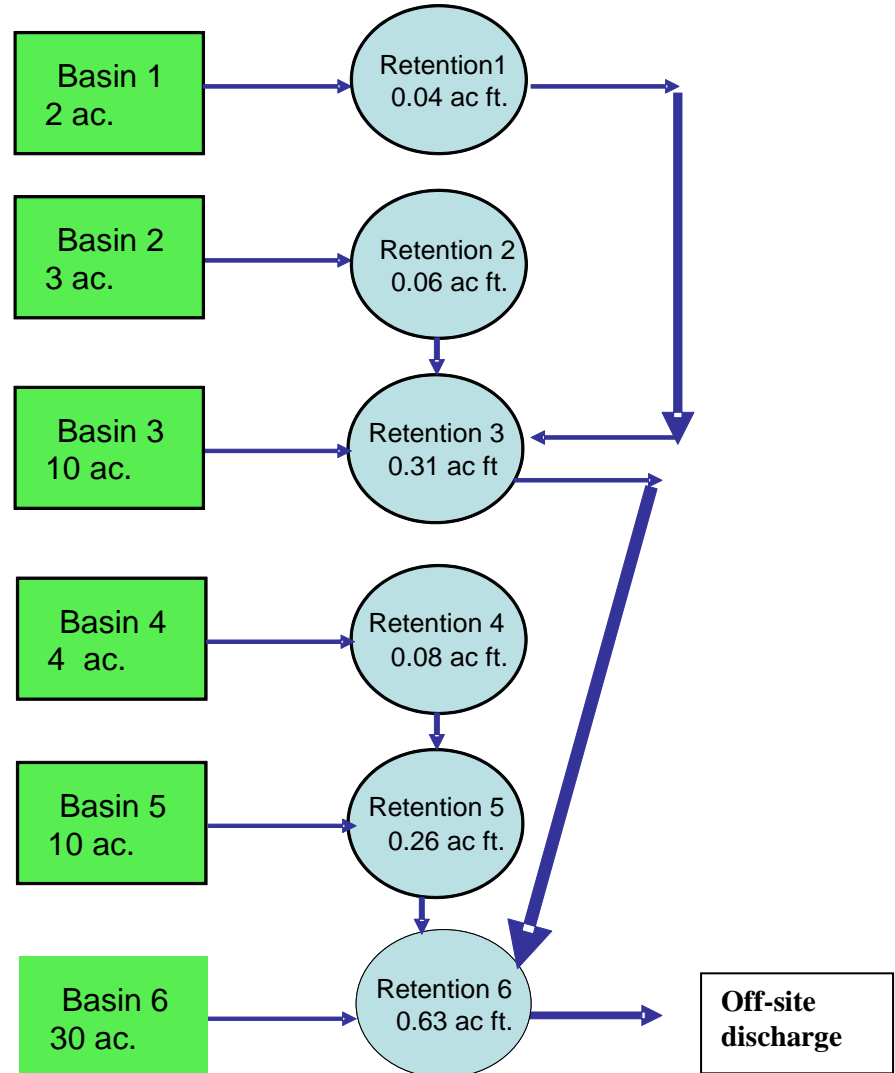 Basin 1
2 ac.
Retention1
0.04 ac ft.
Basin 2
3 ac.
Retention 2
0.06 ac ft.
Basin 3
10 ac.
Retention 3
0.31 ac ft
Basin 4
4 ac.
Retention 4
0.08 ac ft.
Basin 5
10 ac.
Retention 5
0.26 ac ft.
Basin 6
30 ac.
Retention 6
0.63 ac ft.
Off-site
discharge